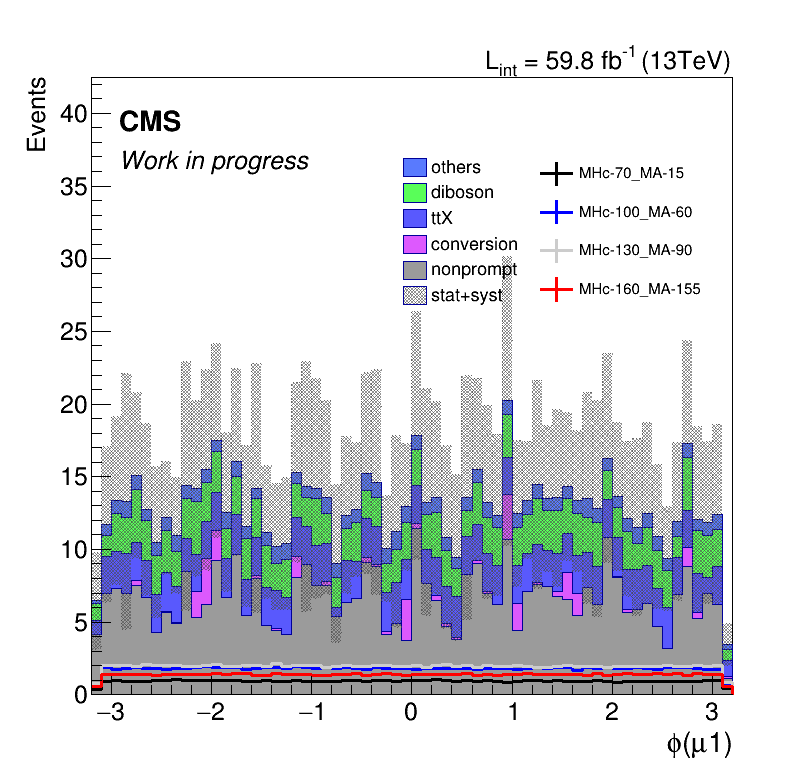 L_int = 59.8 fb^-1 (13TeV)
Events
CMS
Work in progress
others
diboson
ttX
conversion
nonprompt
stat+syst
MHc-70_MA-15
MHc-100_MA-60
MHc-130_MA-90
MHc-160_MA-155
40
35
30
25
20
15
10
5
0
−3 −2 −1 0 1 2 3
ϕ(μ1)